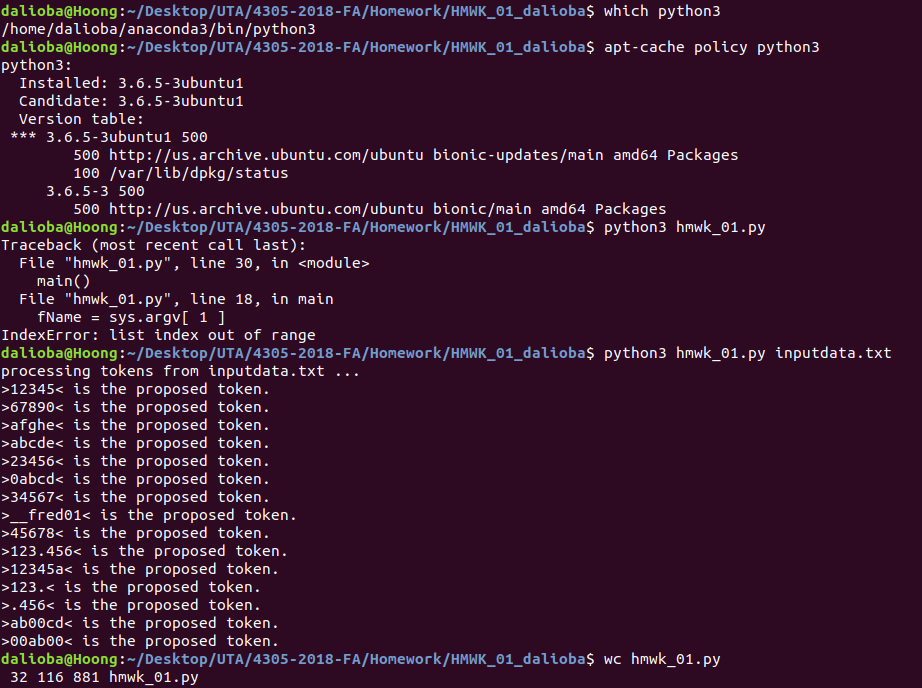 dalioba@Hoong:~/Desktop/UTA/4305-2018-FA/Homework/HMWK_01_dalioba$ which python3
/home/dalioba/anaconda3/bin/python3
dalioba@Hoong:~/Desktop/UTA/4305-2018-FA/Homework/HMWK_01_dalioba$ apt-cache policy python3
python3:
  Installed: 3.6.5-3ubuntu1
  Candidate: 3.6.5-3ubuntu1
  Version table:
 *** 3.6.5-3ubuntu1 500
        500 http://us.archive.ubuntu.com/ubuntu bionic-updates/main amd64 Packages
        100 /var/lib/dpkg/status
     3.6.5-3 500
        500 http://us.archive.ubuntu.com/ubuntu bionic/main amd64 Packages
dalioba@Hoong:~/Desktop/UTA/4305-2018-FA/Homework/HMWK_01_dalioba$ python3 hmwk_01.py
Traceback (most recent call last):
  File "hmwk_01.py", line 30, in <module>
    main()
  File "hmwk_01.py", line 18, in main
    fName = sys.argv[ 1 ]
IndexError: list index out of range
dalioba@Hoong:~/Desktop/UTA/4305-2018-FA/Homework/HMWK_01_dalioba$ python3 hmwk_01.py inputdata.txt
processing tokens from inputdata.txt ...
>12345< is the proposed token.
>67890< is the proposed token.
>afghe< is the proposed token.
>abcde< is the proposed token.
>23456< is the proposed token.
>0abcd< is the proposed token.
>34567< is the proposed token.
>__fred01< is the proposed token.
>45678< is the proposed token.
>123.456< is the proposed token.
>12345a< is the proposed token.
>123.< is the proposed token.
>.456< is the proposed token.
>ab00cd< is the proposed token.
>00ab00< is the proposed token.
dalioba@Hoong:~/Desktop/UTA/4305-2018-FA/Homework/HMWK_01_dalioba$ wc hmwk_01.py
 32 116 881 hmwk_01.py